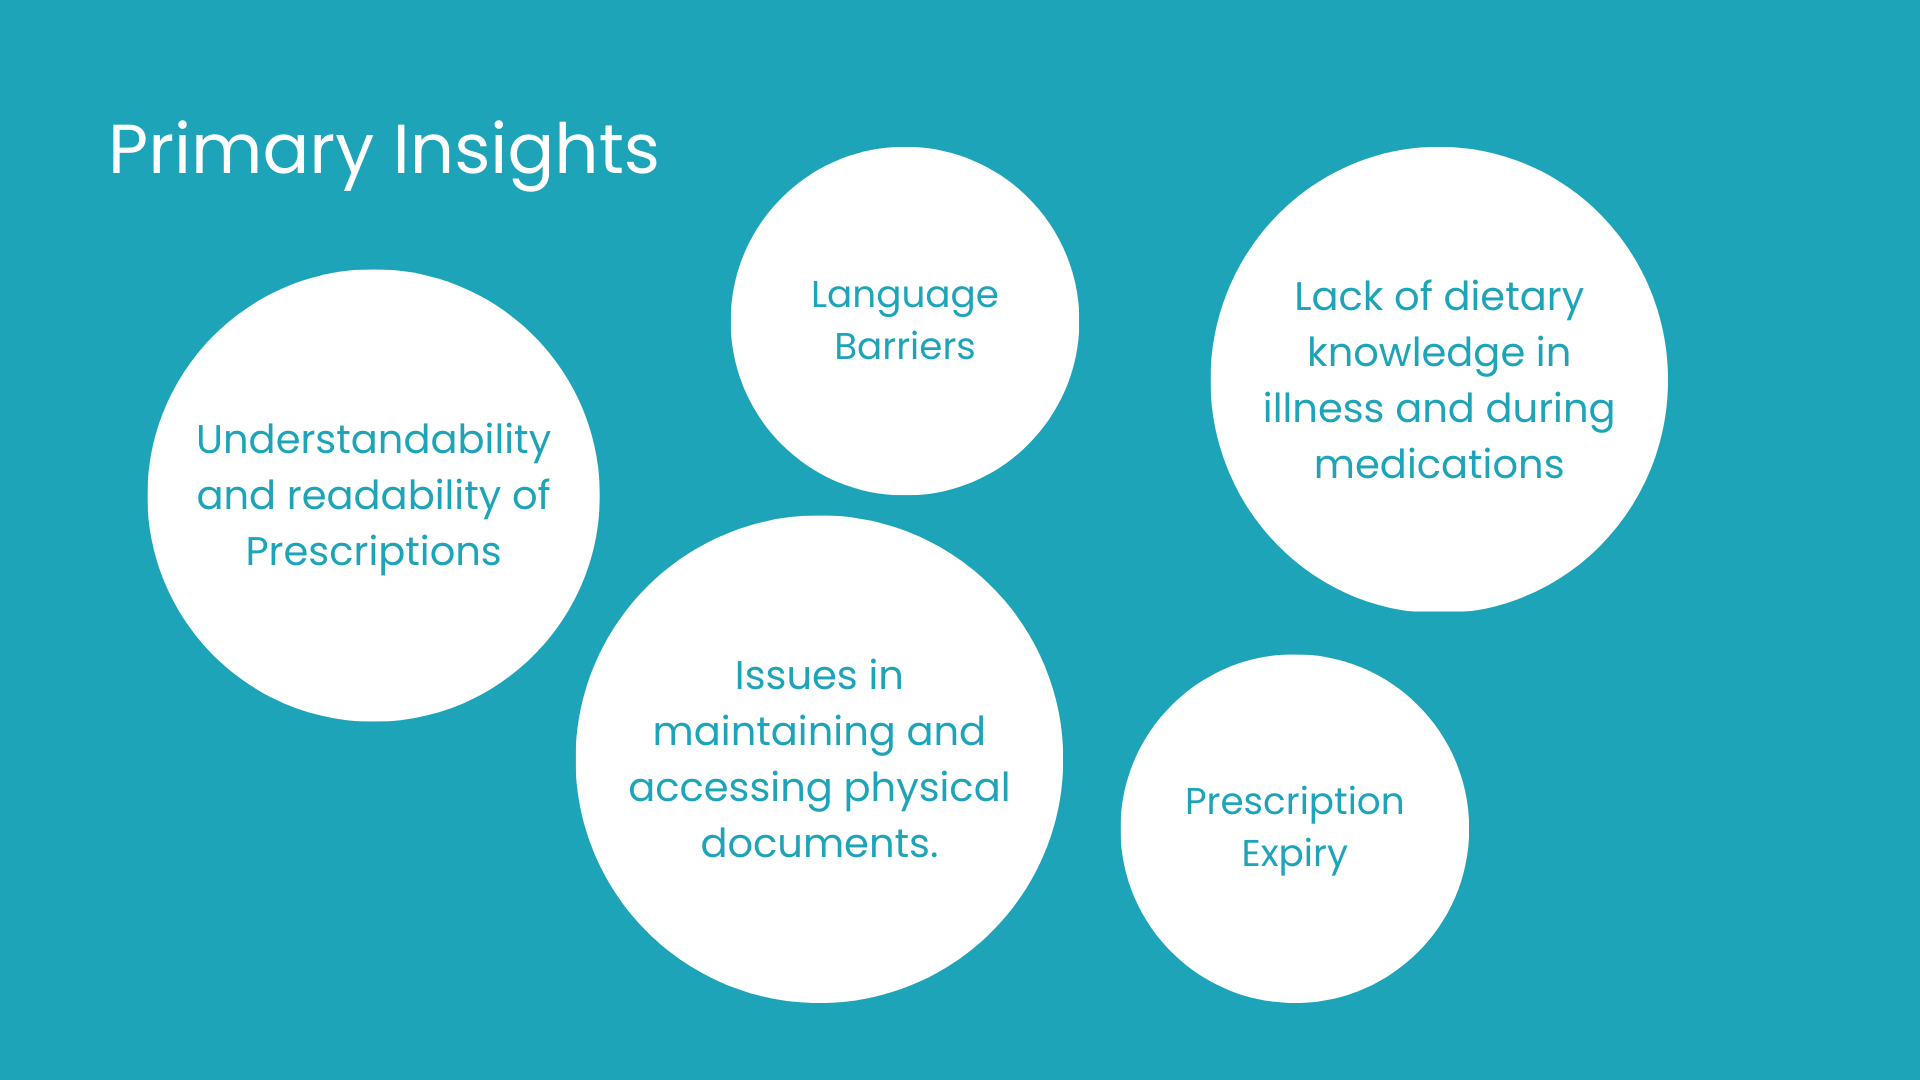 Primary Insights
Understandability
and readability of
Prescriptions
Language
Barriers
Lack of dietary
knowledge in
illness and during
medications
Issues in
maintaining and
accessing physical
documents.
Prescription
Expiry